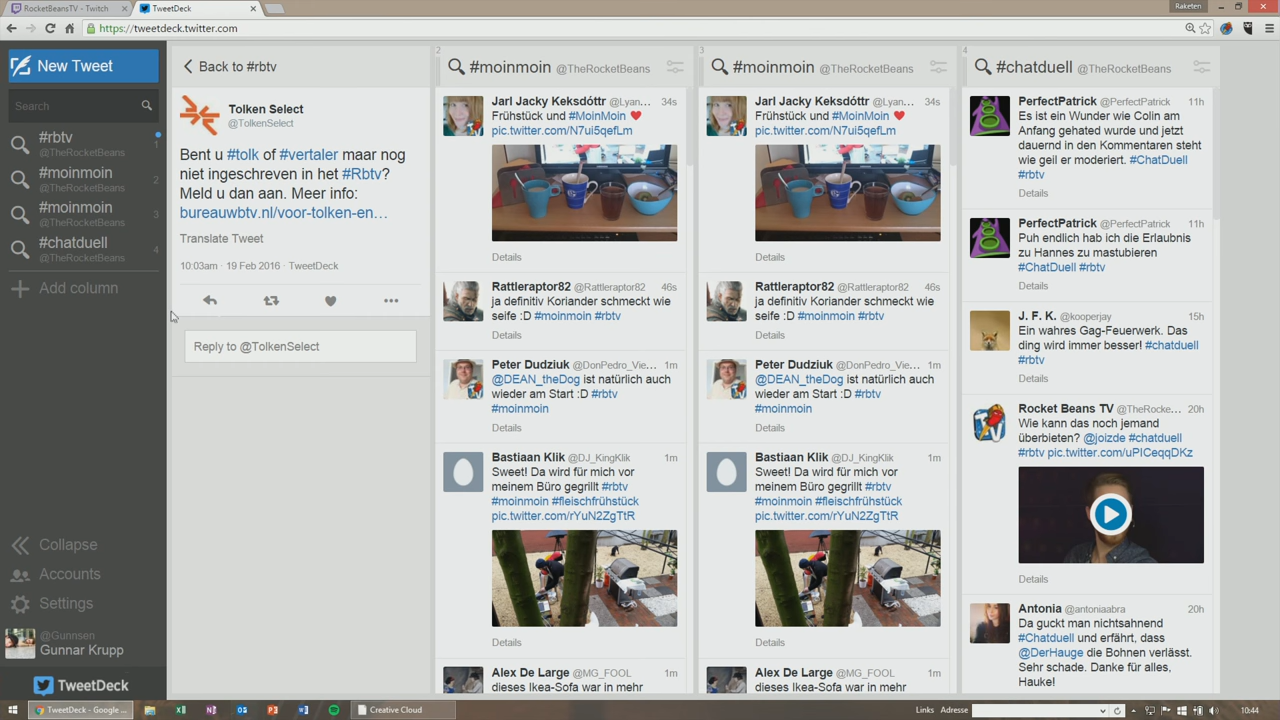 RocketBeansTV - Twitch
TweetDeck
Raketen
https://tweetdeck.twitter.com
New Tweet
Search
#rbtv
@TheRocketBeans
1
#moinmoin
@TheRocketBeans
2
#moinmoin
@TheRocketBeans
3
#chatduell
@TheRocketBeans
4
Add column
Collapse
Accounts
Settings
@Gunnsen
Gunnar Krupp
TweetDeck
Back to #rbtv
Tolken Select
@TolkenSelect
Bent u #tolk of #vertaler maar nog
niet ingeschreven in het #Rbtv?
Meld u dan aan. Meer info:
bureauwbtv.nl/voor-tolken-en…
Translate Tweet
10:03am · 19 Feb 2016 · TweetDeck
Reply to @TolkenSelect
2
#moinmoin @TheRocketBeans
Jarl Jacky Keksdóttr @Lyan... 34s
Frühstück und #MoinMoin ❤
pic.twitter.com/N7ui5qefLm
Details
Rattleraptor82 @Rattleraptor82 46s
ja definitiv Koriander schmeckt wie
seife :D #moinmoin #rbtv
Details
Peter Dudziuk @DonPedro_Vie... 1m
@DEAN_theDog ist natürlich auch
wieder am Start :D #rbtv
#moinmoin
Details
Bastiaan Klik @DJ_KingKlik 1m
Sweet! Da wird für mich vor
meinem Büro gegrillt #rbtv
#moinmoin #fleischfrühstück
pic.twitter.com/rYuN2ZgTtR
Details
Alex De Large @MG_FOOL 1m
dieses Ikea-Sofa war in mehr
3
#moinmoin @TheRocketBeans
Jarl Jacky Keksdóttr @Lyan... 34s
Frühstück und #MoinMoin ❤
pic.twitter.com/N7ui5qefLm
Details
Rattleraptor82 @Rattleraptor82 46s
ja definitiv Koriander schmeckt wie
seife :D #moinmoin #rbtv
Details
Peter Dudziuk @DonPedro_Vie... 1m
@DEAN_theDog ist natürlich auch
wieder am Start :D #rbtv
#moinmoin
Details
Bastiaan Klik @DJ_KingKlik 1m
Sweet! Da wird für mich vor
meinem Büro gegrillt #rbtv
#moinmoin #fleischfrühstück
pic.twitter.com/rYuN2ZgTtR
Details
Alex De Large @MG_FOOL 1m
dieses Ikea-Sofa war in mehr
4
#chatduell @TheRocketBeans
PerfectPatrick @PerfectPatrick 11h
Es ist ein Wunder wie Colin am
Anfang gehated wurde und jetzt
dauernd in den Kommentaren steht
wie geil er moderiert. #ChatDuell
#rbtv
Details
PerfectPatrick @PerfectPatrick 11h
Puh endlich hab ich die Erlaubnis
zu Hannes zu mastubieren
#ChatDuell #rbtv
Details
J. F. K. @kooperjay 15h
Ein wahres Gag-Feuerwerk. Das
ding wird immer besser! #chatduell
#rbtv
Details
Rocket Beans TV @TheRocke... 20h
Wie kann das noch jemand
überbieten? @joizde #chatduell
#rbtv pic.twitter.com/uPICeqqDKz
Details
Antonia @antoniaabra 20h
Da guckt man nichtsahnend
#Chatduell und erfährt, dass
@DerHauge die Bohnen verlässt.
Sehr schade. Danke für alles,
Hauke!
TweetDeck - Google ...
Creative Cloud
Links
Adresse
10:44